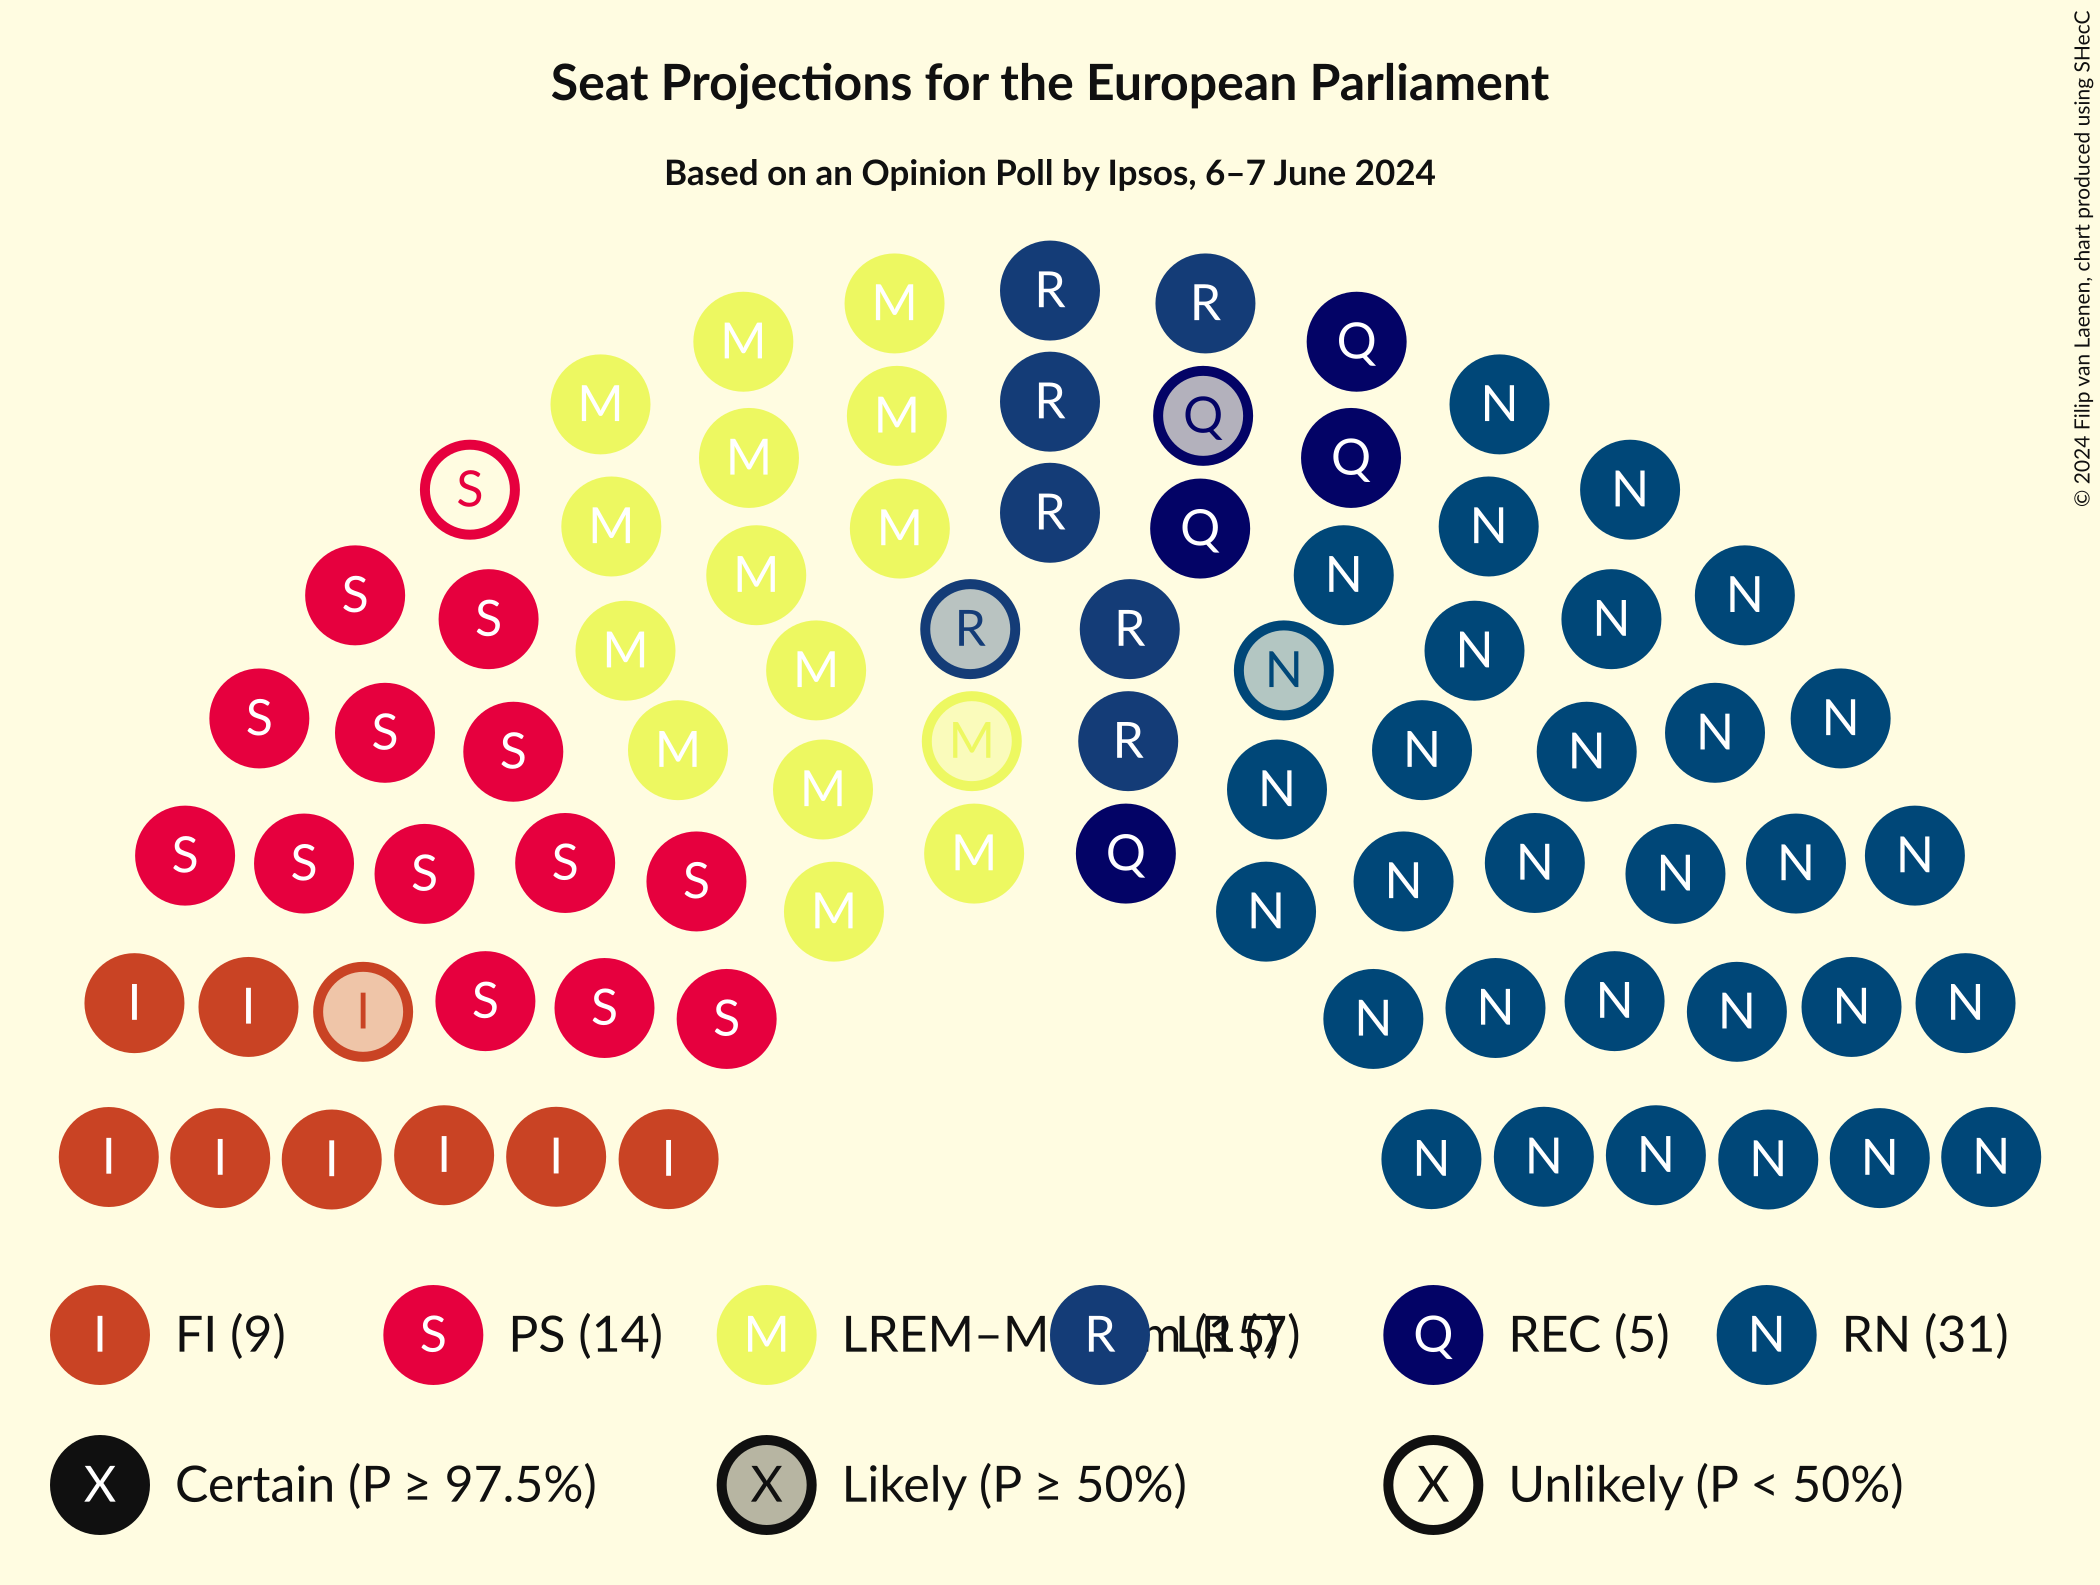 Seat Projections for the European Parliament
Based on an Opinion Poll by Ipsos, 6–7 June 2024
© 2024 Filip van Laenen, chart produced using SHecC
R
M R
M Q
M R N
M Q
M Q
S N
R
M M Q N
M N
S N
S N
R R
M N
M N
S N
S N
M R
S M N N
M N
S M Q N
S S N N
S S N N
M N
I I I S S S N N N N N N
I I I I I I N N N N N N
I FI (9) S PS (14) M LREM–M R Q REC (5) N RN (31)
X Certain (P ≥ 97.5%) X Likely (P ≥ 50%) X Unlikely (P < 50%)